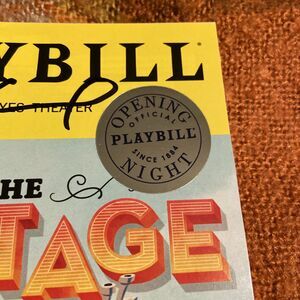 YBILL
YES THEATER
OPENING
OFFICIAL
PLAYBILL
SINCE 1884
NIGHT
THE
TAGE